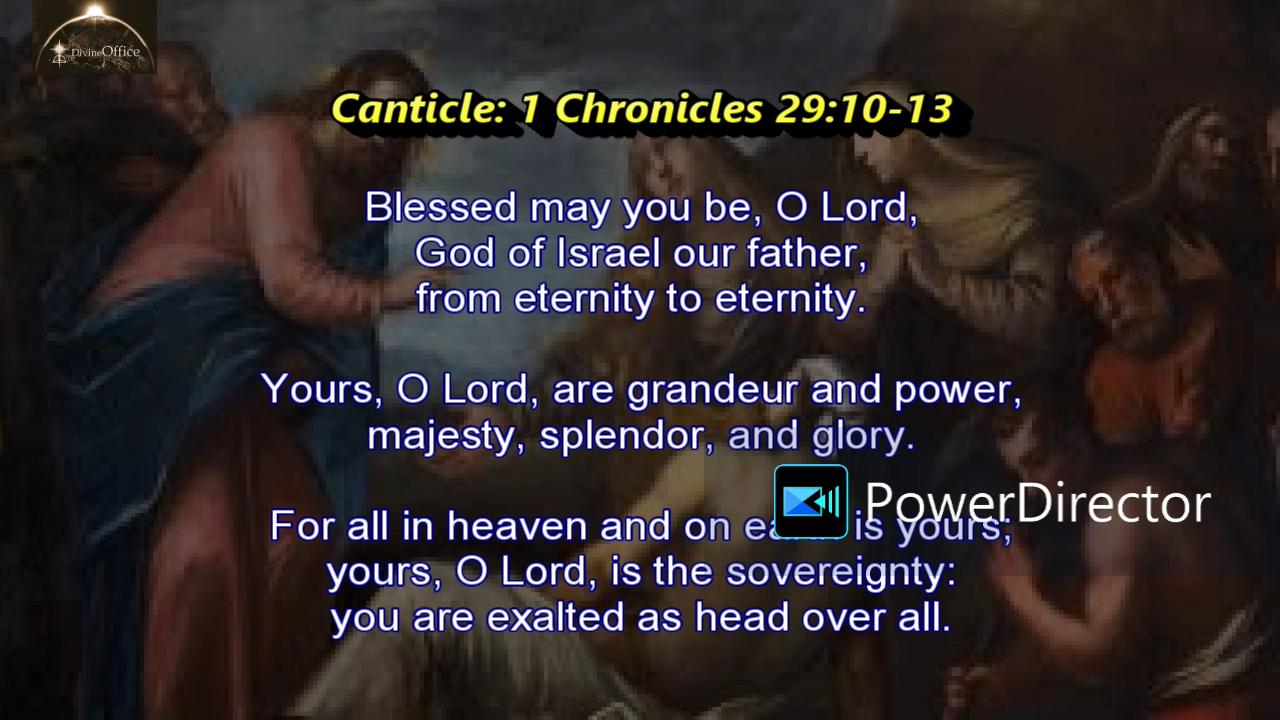 DivineOffice
Canticle: 1 Chronicles 29:10-13
Blessed may you be, O Lord,
God of Israel our father,
from eternity to eternity.
Yours, O Lord, are grandeur and power,
majesty, splendor, and glory.
PowerDirector
For all in heaven and on is yours;
yours, O Lord, is the sovereignty:
you are exalted as head over all.